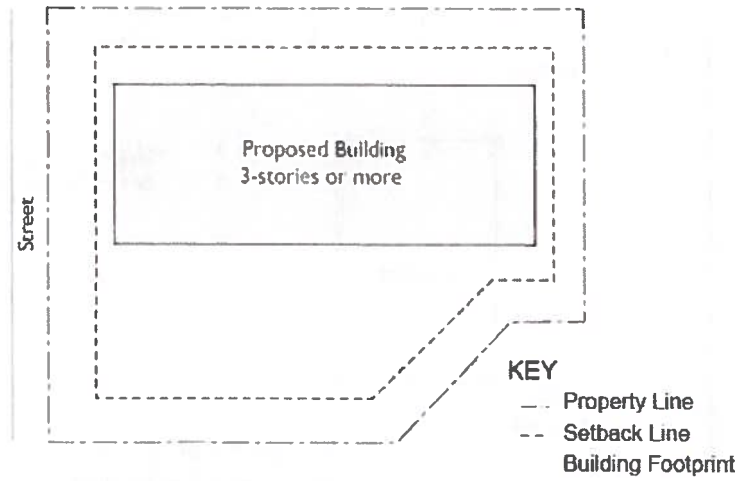 Proposed Building
3-stories or more
Street
KEY
Property Line
Setback Line
Building Footprint